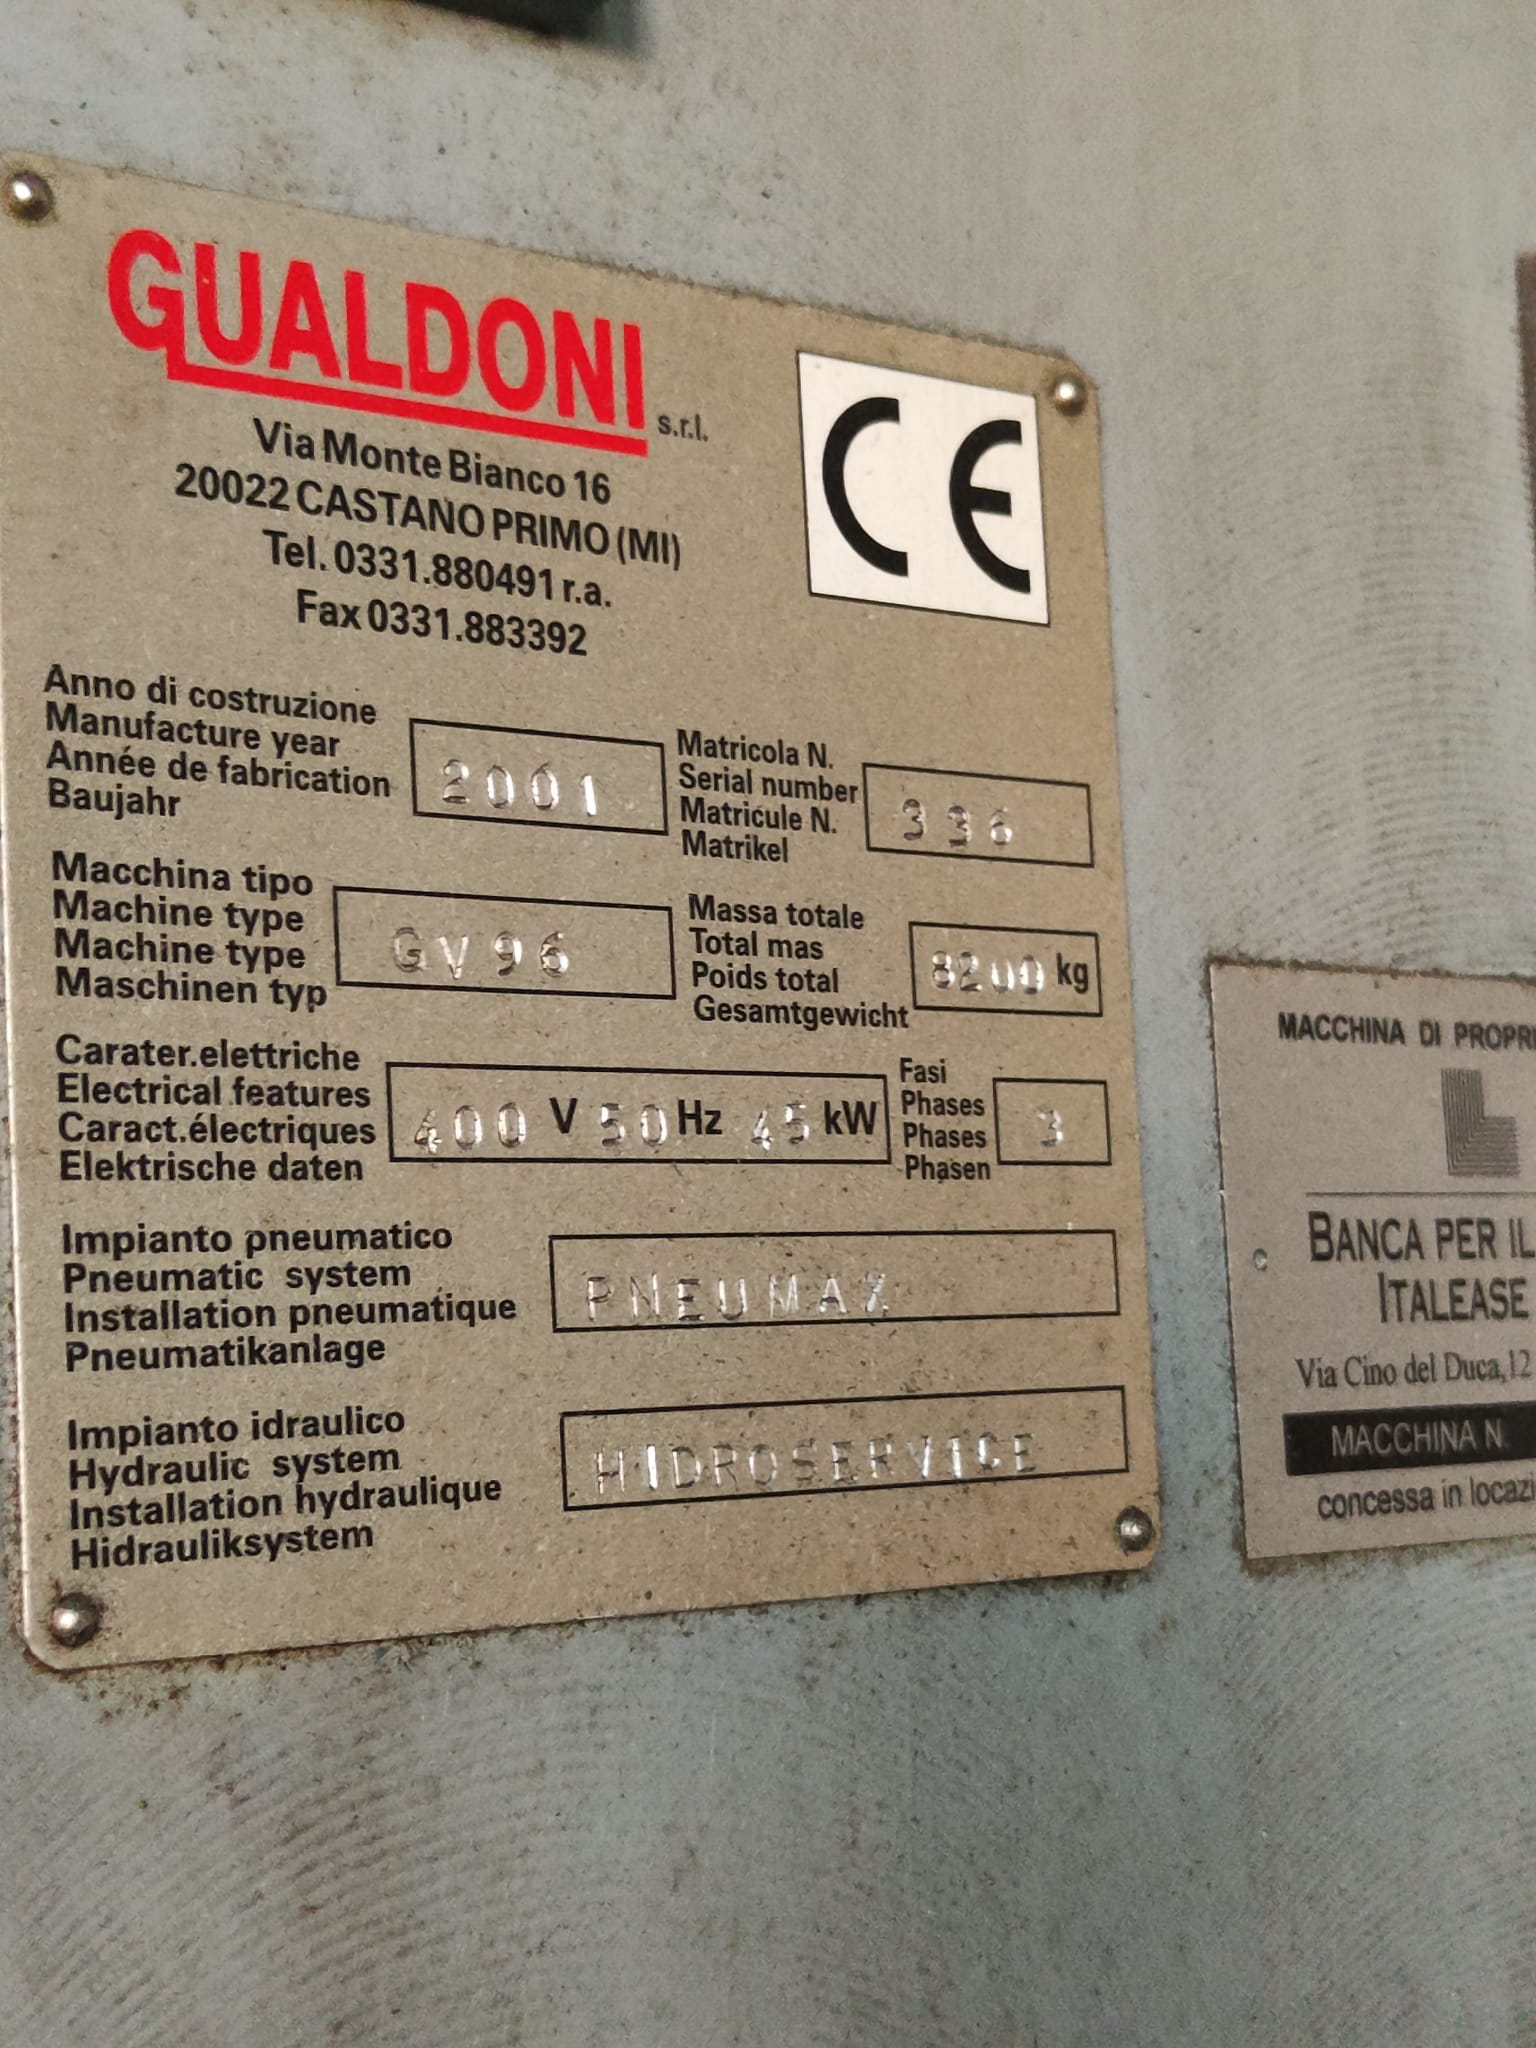 GUALDONI s.r.l.
Via Monte Bianco 16
20022 CASTANO PRIMO (MI)
Tel. 0331.880491 r.a.
Fax 0331.883392
CE
Anno di costruzione
Manufacture year
Année de fabrication
Baujahr
2001
Matricola N.
Serial number
Matricule N.
Matrikel
336
Macchina tipo
Machine type
Machine type
Maschinen typ
GV96
Massa totale
Total mas
Poids total
Gesamtgewicht
8200 kg
Carater.elettriche
Electrical features
Caract.électriques
Elektrische daten
400 V 50 Hz 45 kW
Fasi
Phases
Phases
Phasen
3
Impianto pneumatico
Pneumatic system
Installation pneumatique
Pneumatikanlage
PNEUMAX
Impianto idraulico
Hydraulic system
Installation hydraulique
Hidrauliksystem
HIDROSERVICE
MACCHINA DI PROPRI
BANCA PER IL
ITALEASE
Via Cino del Duca, 12
MACCHINA N.
concessa in locazi